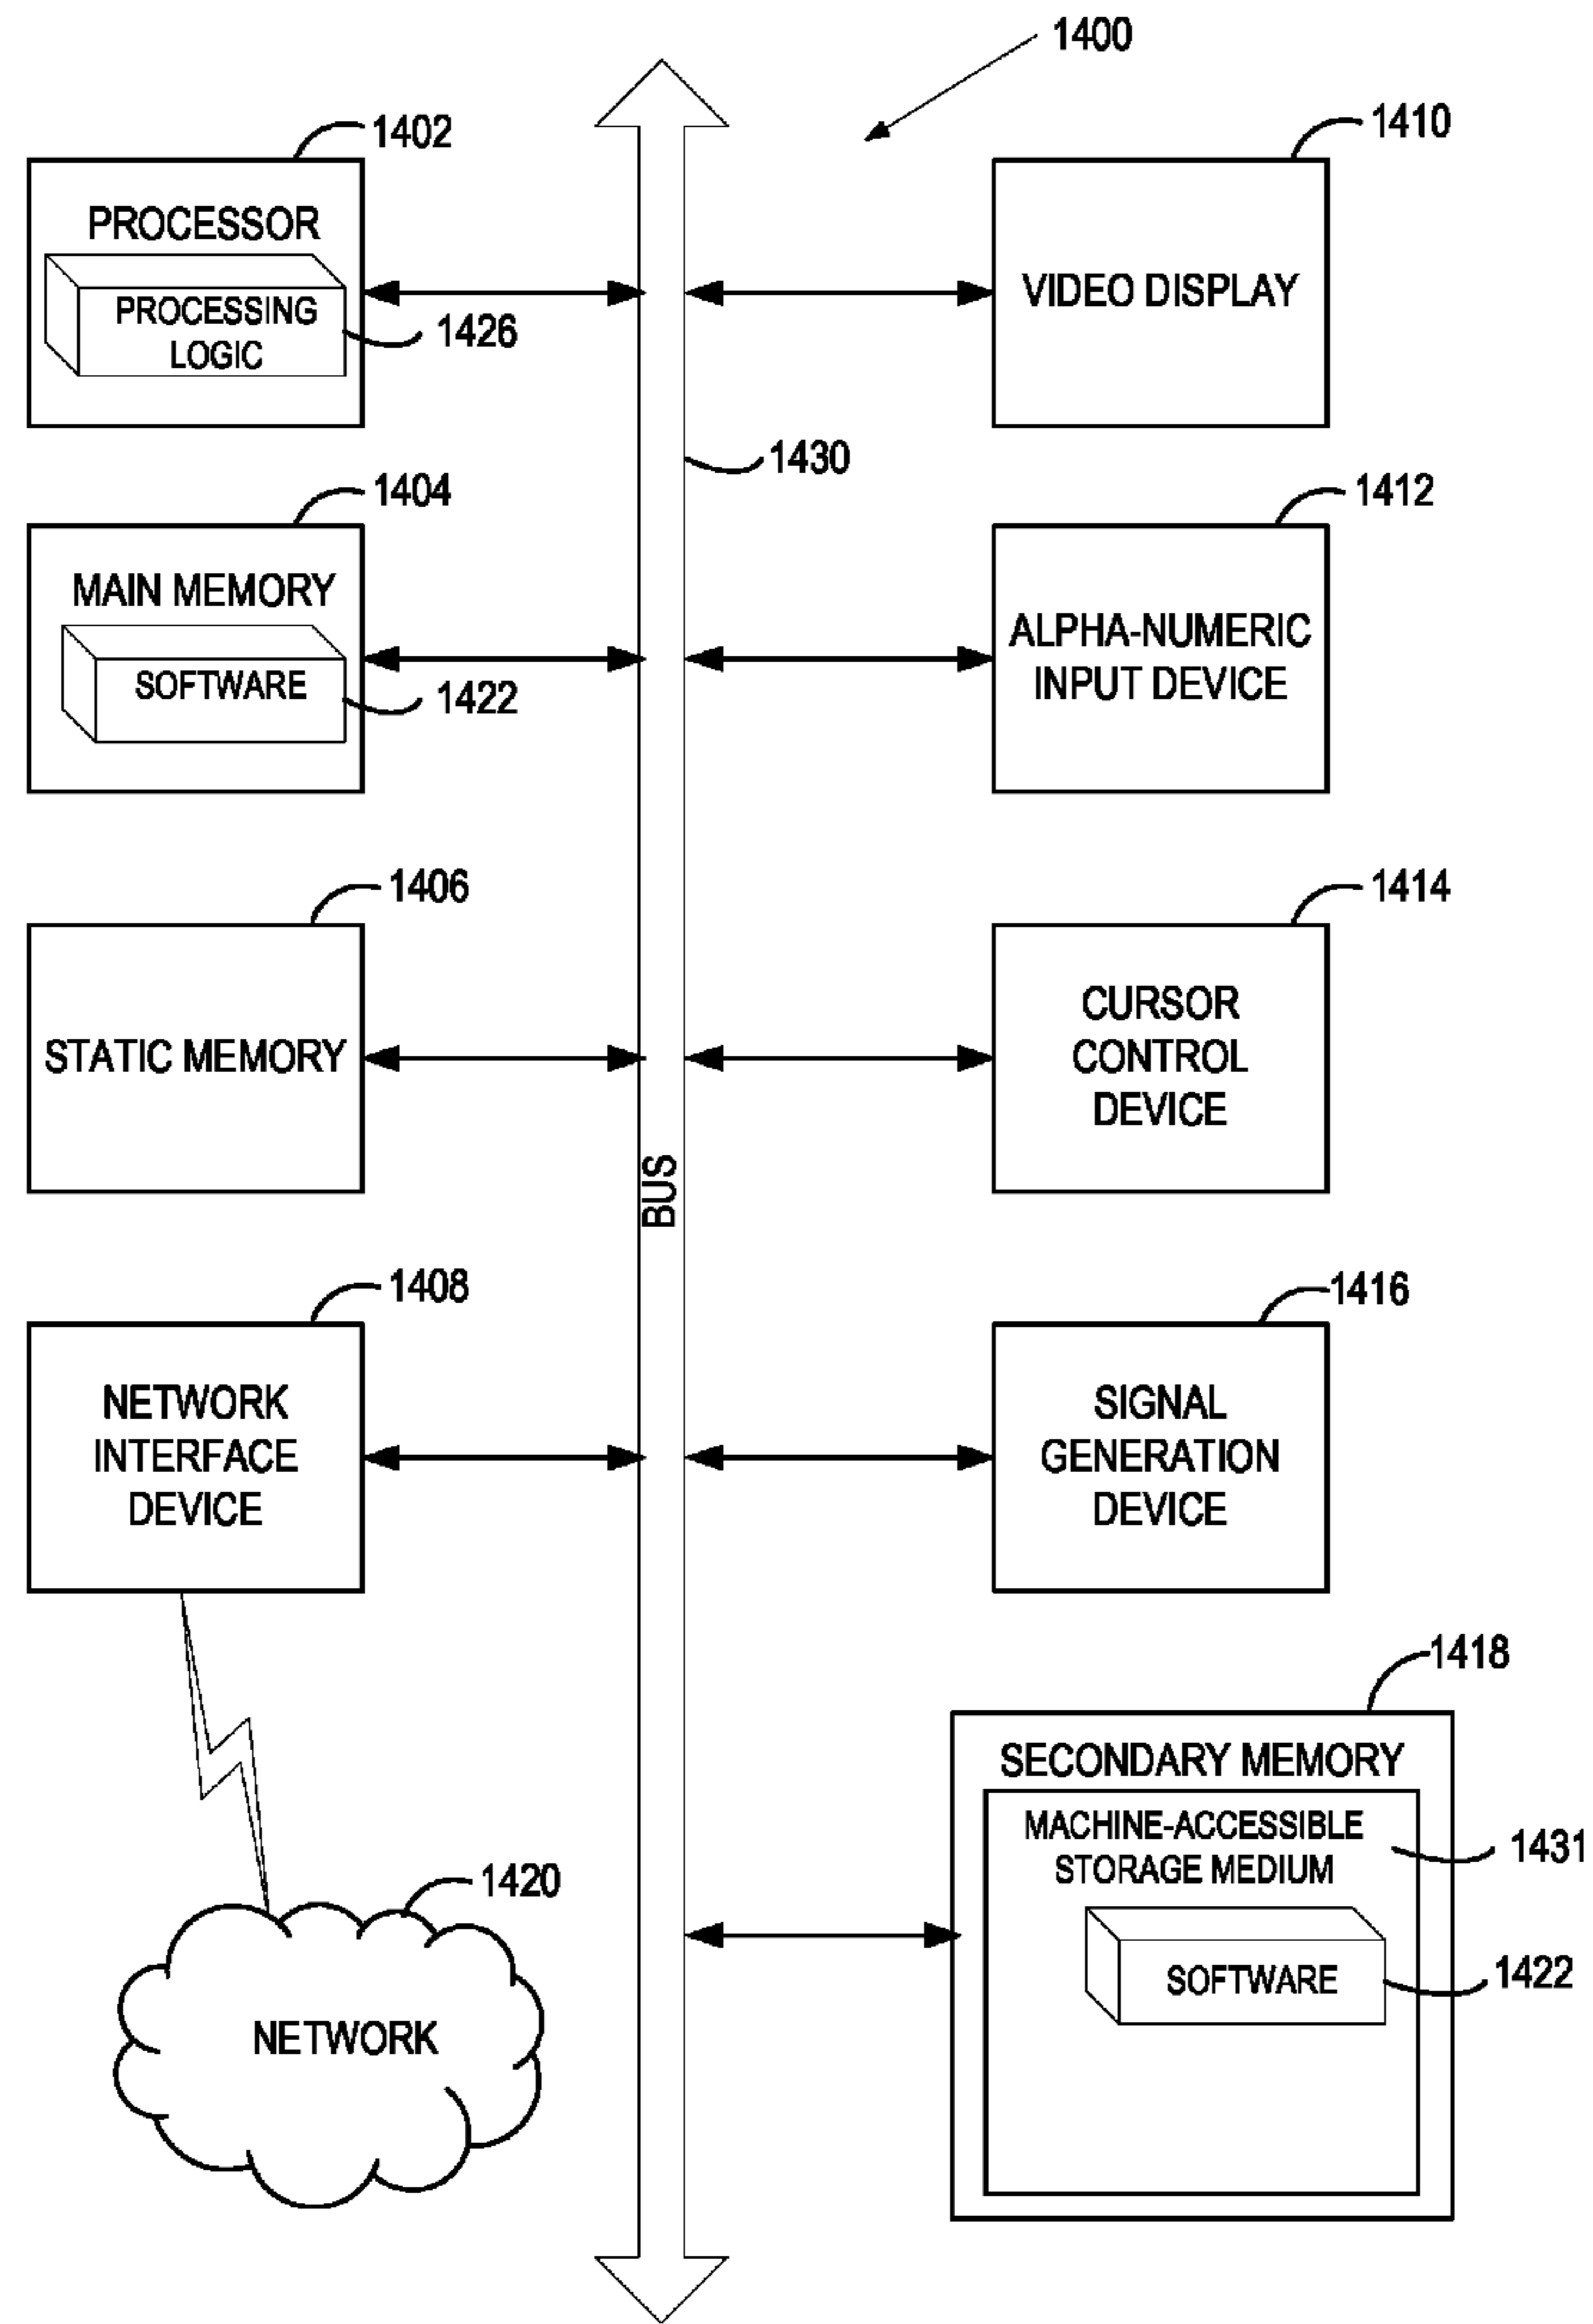 1400
1402
PROCESSOR
PROCESSING
LOGIC
1426
1410
VIDEO DISPLAY
1430
1404
MAIN MEMORY
SOFTWARE
1422
1412
ALPHA-NUMERIC
INPUT DEVICE
1406
STATIC MEMORY
1414
CURSOR
CONTROL
DEVICE
BUS
1408
NETWORK
INTERFACE
DEVICE
1416
SIGNAL
GENERATION
DEVICE
1418
SECONDARY MEMORY
MACHINE-ACCESSIBLE
STORAGE MEDIUM
1431
SOFTWARE
1422
1420
NETWORK